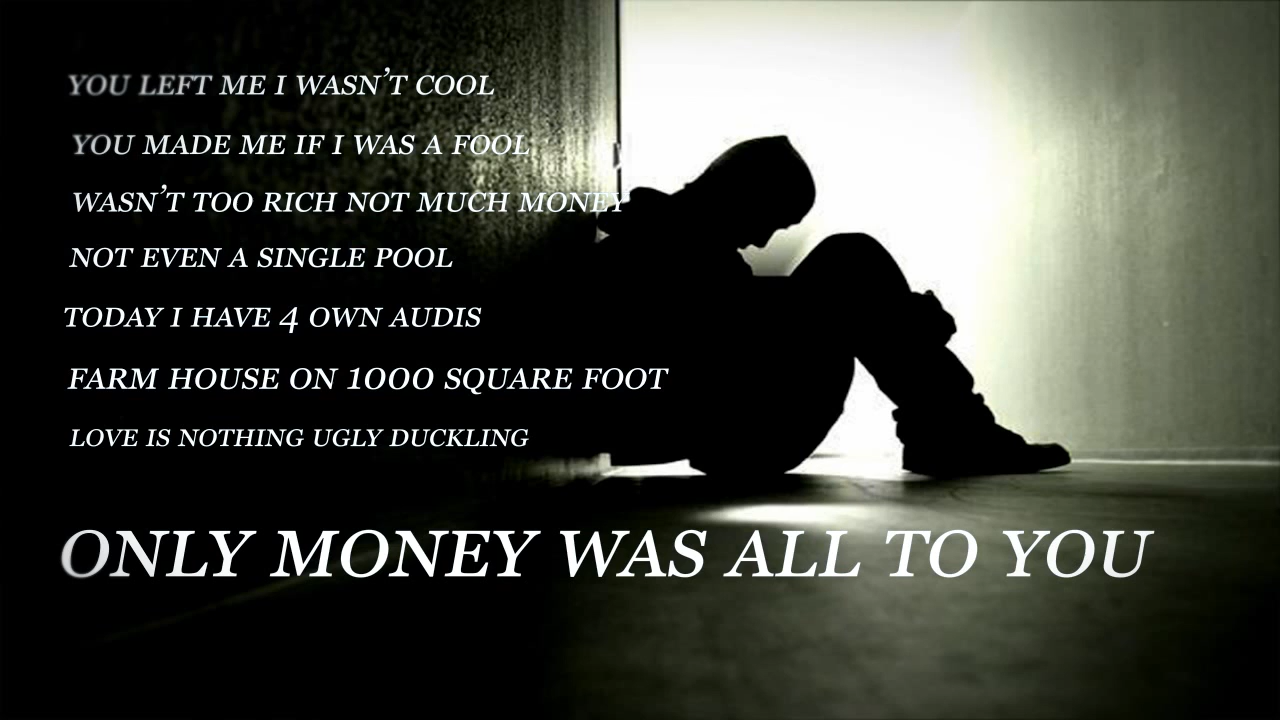 YOU LEFT ME I WASN'T COOL
YOU MADE ME IF I WAS A FOOL
WASN'T TOO RICH NOT MUCH MONEY
NOT EVEN A SINGLE POOL
TODAY I HAVE 4 OWN AUDIS
FARM HOUSE ON 1000 SQUARE FOOT
LOVE IS NOTHING UGLY DUCKLING
ONLY MONEY WAS ALL TO YOU